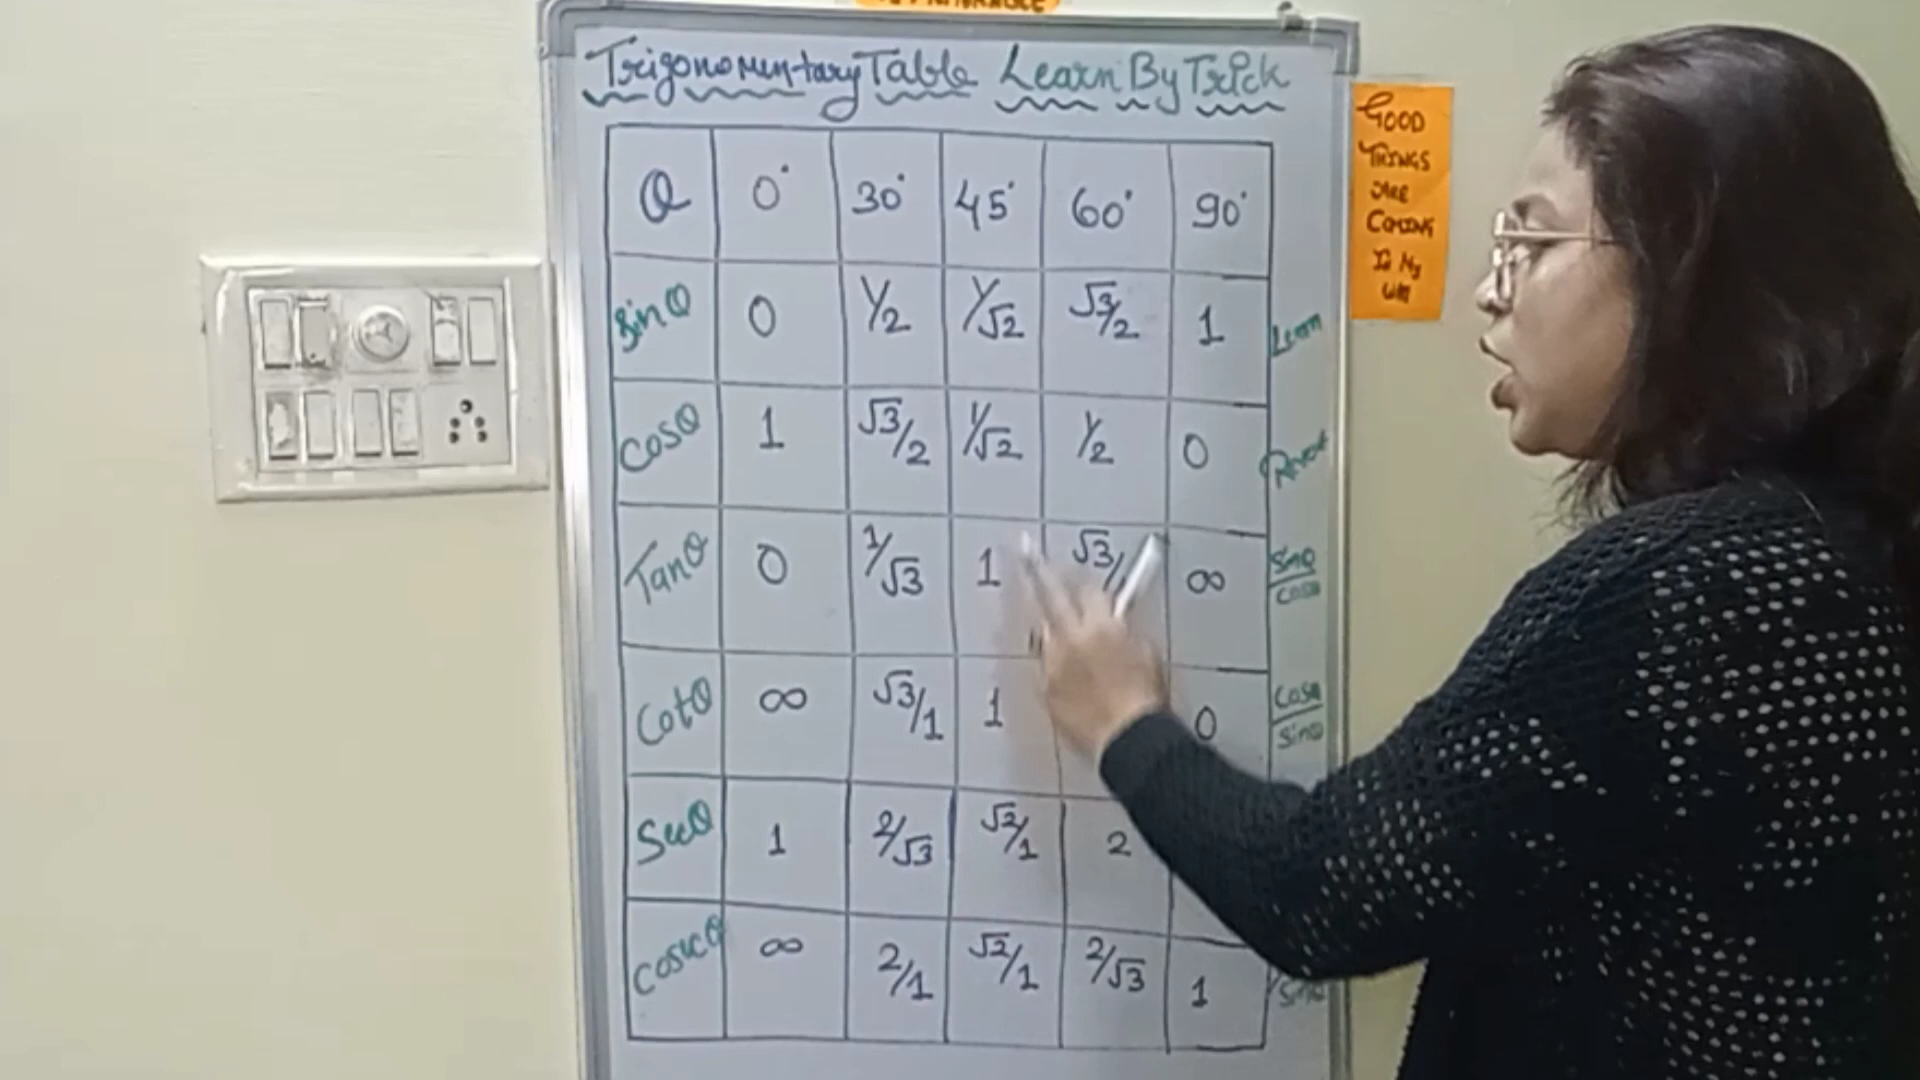 Trigonomentary Table Learn By Trick
θ 0° 30° 45° 60° 90°
Sinθ 0 1/2 1/√2 √3/2 1 Learn
Cosθ 1 √3/2 1/√2 1/2 0
Tanθ 0 1/√3 1 √3/ ∞ Sinθ/Cosθ
Cotθ ∞ √3/1 1 0 Cosθ/Sinθ
Secθ 1 2/√3 √2/1 2
Cosecθ ∞ 2/1 √2/1 2/√3 1
GOOD
THINGS
ARE
COMING
IN MY